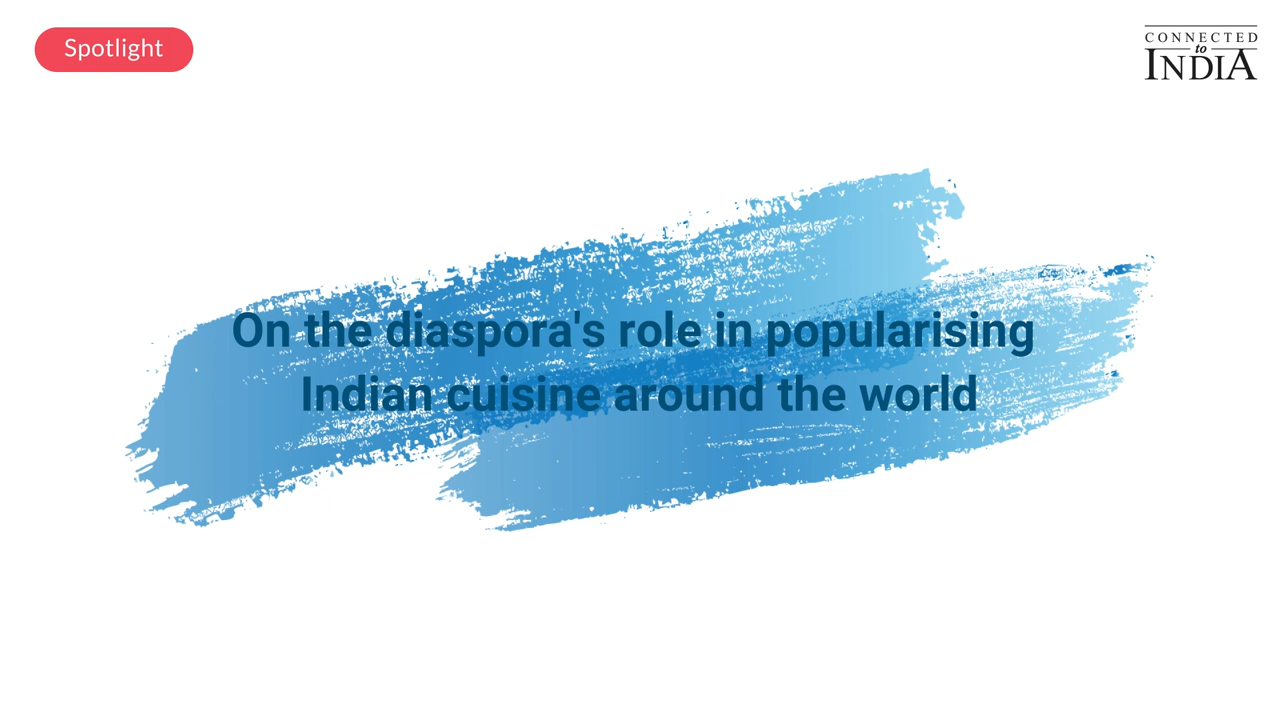 Spotlight
CONNECTED
to
INDIA
On the diaspora's role in popularising
Indian cuisine around the world